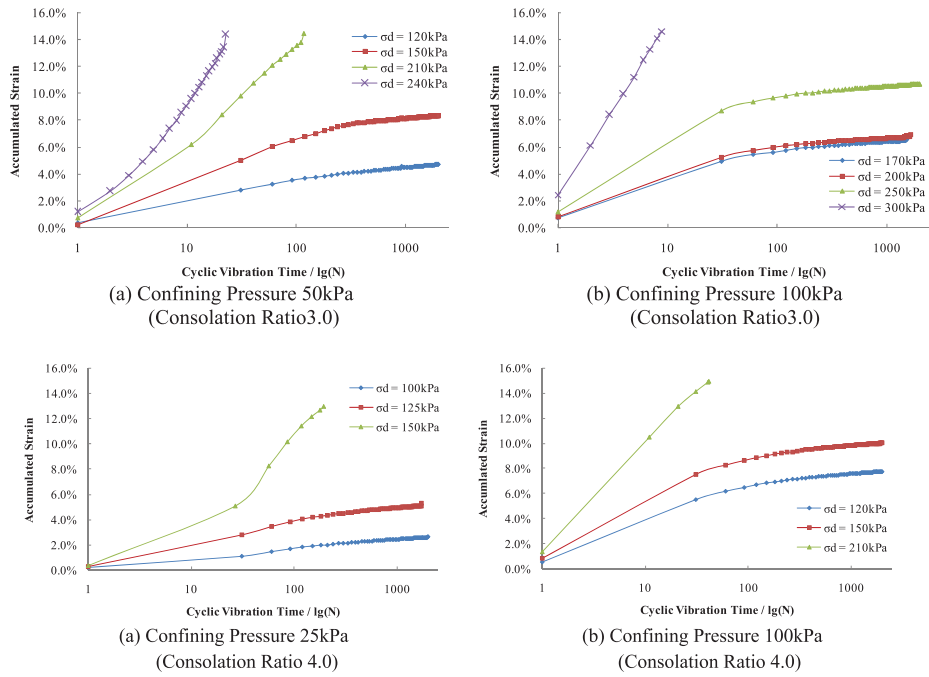 16.0%
14.0%
12.0%
10.0%
8.0%
6.0%
4.0%
2.0%
0.0%
Accumulated Strain
σd = 120kPa
σd = 150kPa
σd = 210kPa
σd = 240kPa
1 10 100 1000
Cyclic Vibration Time / lg(N)
(a) Confining Pressure 50kPa
(Consolation Ratio3.0)
16.0%
14.0%
12.0%
10.0%
8.0%
6.0%
4.0%
2.0%
0.0%
Accumulated Strain
σd = 170kPa
σd = 200kPa
σd = 250kPa
σd = 300kPa
1 10 100 1000
Cyclic Vibration Time / lg(N)
(b) Confining Pressure 100kPa
(Consolation Ratio3.0)
16.0%
14.0%
12.0%
10.0%
8.0%
6.0%
4.0%
2.0%
0.0%
Accumulated Strain
σd = 100kPa
σd = 125kPa
σd = 150kPa
1 10 100 1000
Cyclic Vibration Time / lg(N)
(a) Confining Pressure 25kPa
(Consolation Ratio 4.0)
16.0%
14.0%
12.0%
10.0%
8.0%
6.0%
4.0%
2.0%
0.0%
Accumulated Strain
σd = 120kPa
σd = 150kPa
σd = 210kPa
1 10 100 1000
Cyclic Vibration Time / lg(N)
(b) Confining Pressure 100kPa
(Consolation Ratio 4.0)